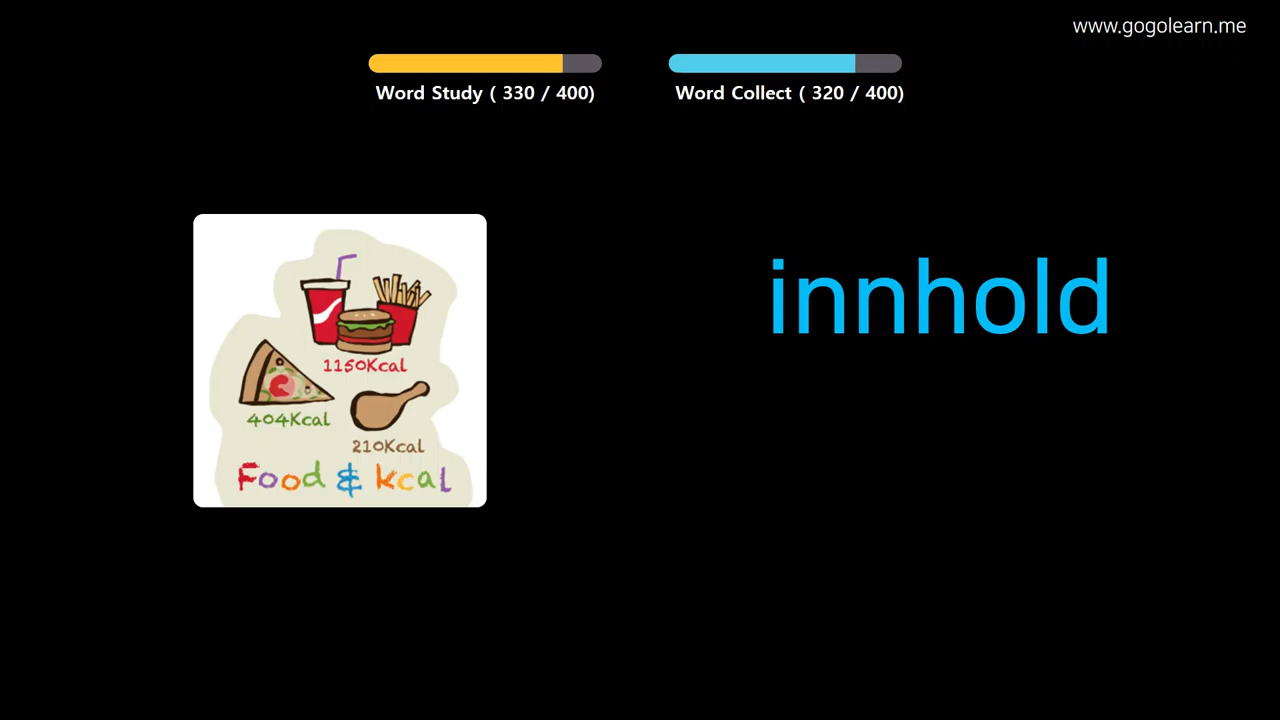 www.gogolearn.me
Word Study ( 330 / 400)
Word Collect ( 320 / 400)
innhold
1150Kcal
404Kcal
210Kcal
Food & kcal